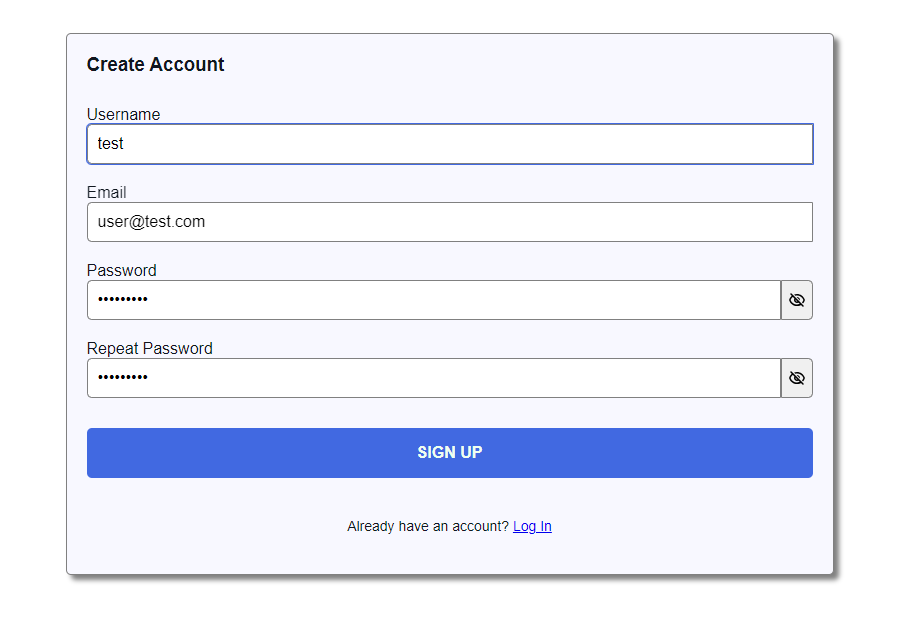 Create Account
Username
test
Email
user@test.com
Password
•••••••••
Repeat Password
•••••••••
SIGN UP
Already have an account? Log In